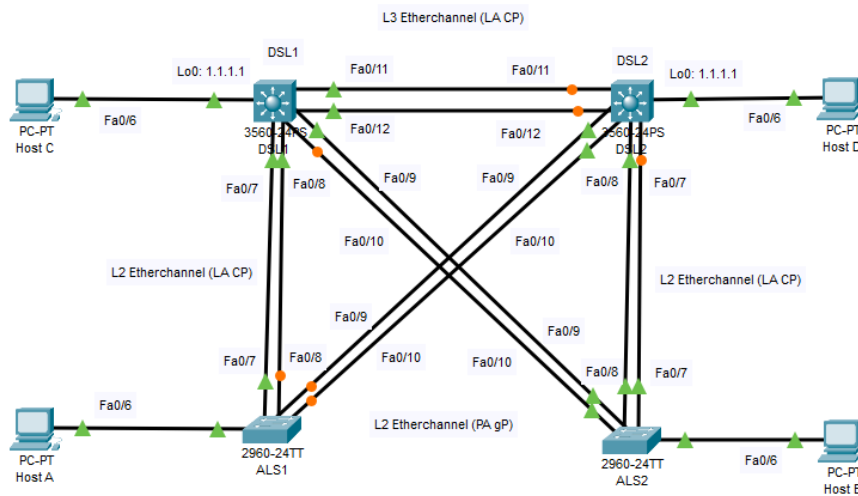 L3 Etherchannel (LA CP)
DSL1
DSL2
Lo0: 1.1.1.1
Fa0/11
Fa0/11
Lo0: 1.1.1.1
PC-PT
Host C
Fa0/6
3560-24PS
DSL1
Fa0/12
Fa0/12
3560-24PS
DSL2
Fa0/6
PC-PT
Host D
Fa0/7
Fa0/8
Fa0/9
Fa0/9
Fa0/8
Fa0/7
Fa0/10
Fa0/10
L2 Etherchannel (LA CP)
L2 Etherchannel (LA CP)
Fa0/9
Fa0/9
Fa0/7
Fa0/8
Fa0/10
Fa0/10
Fa0/8
Fa0/7
Fa0/6
L2 Etherchannel (PA gP)
PC-PT
Host A
2960-24TT
ALS1
2960-24TT
ALS2
Fa0/6
PC-PT